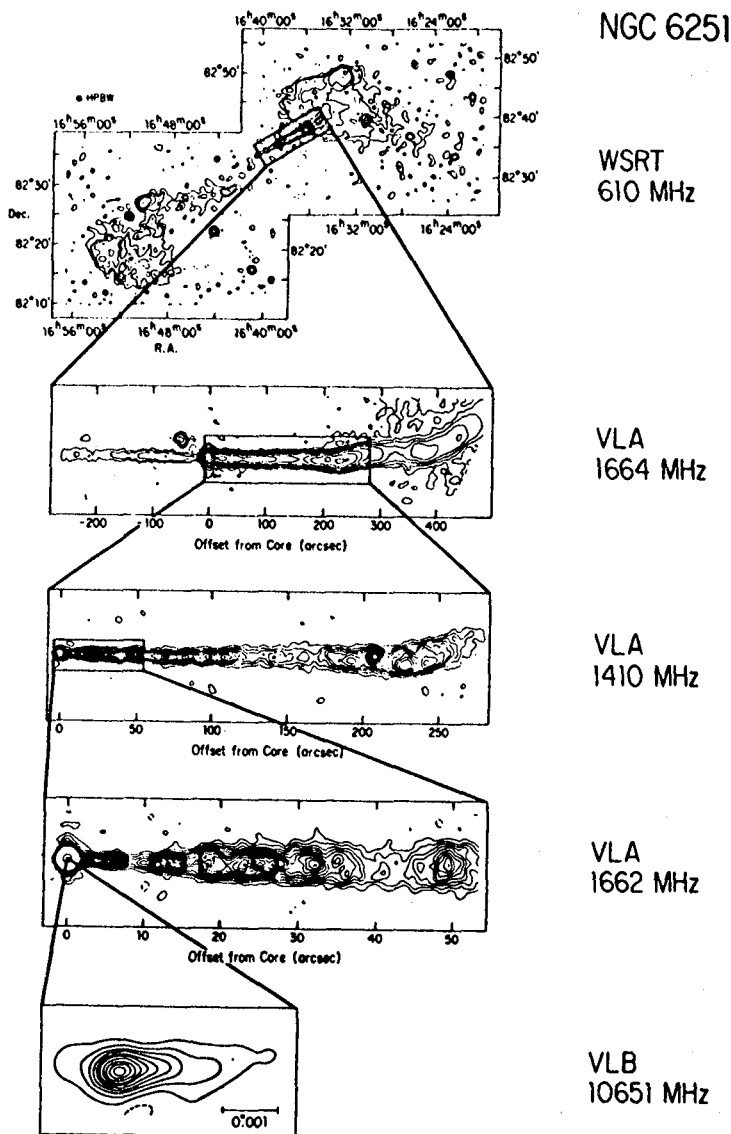 NGC 6251
16ʰ40ᵐ00ˢ 16ʰ32ᵐ00ˢ 16ʰ24ᵐ00ˢ
82°50' 82°50'
HPBW
16ʰ56ᵐ00ˢ 16ʰ48ᵐ00ˢ
82°40'
82°30' 82°30'
WSRT
610 MHz
Dec.
82°20' 82°20'
16ʰ32ᵐ00ˢ 16ʰ24ᵐ00ˢ
82°10'
16ʰ56ᵐ00ˢ 16ʰ48ᵐ00ˢ 16ʰ40ᵐ00ˢ
R.A.
VLA
1664 MHz
-200 -100 0 100 200 300 400
Offset from Core (arcsec)
VLA
1410 MHz
0 50 100 150 200 250
Offset from Core (arcsec)
VLA
1662 MHz
0 10 20 30 40 50
Offset from Core (arcsec)
VLB
10651 MHz
0".001